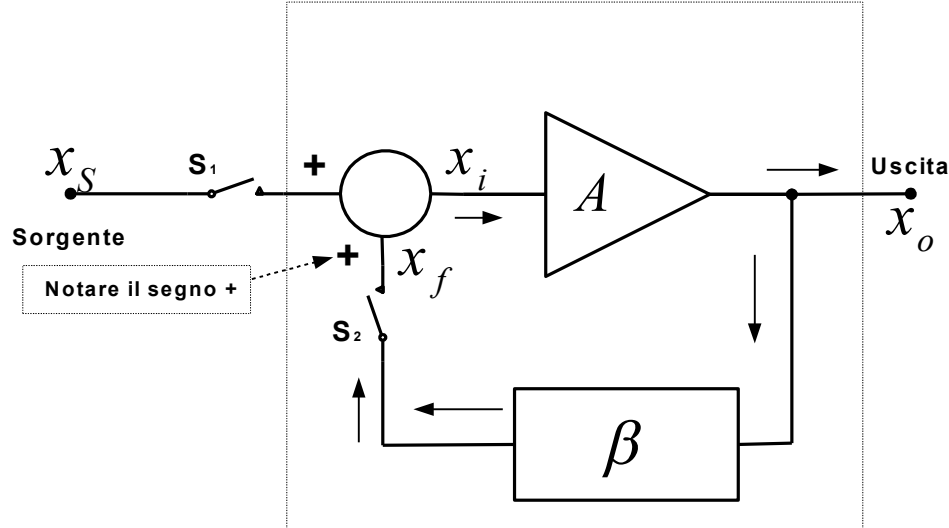 x_S
S₁
+
x_i
A
Uscita
x_o
Sorgente
+
x_f
Notare il segno +
S₂
β